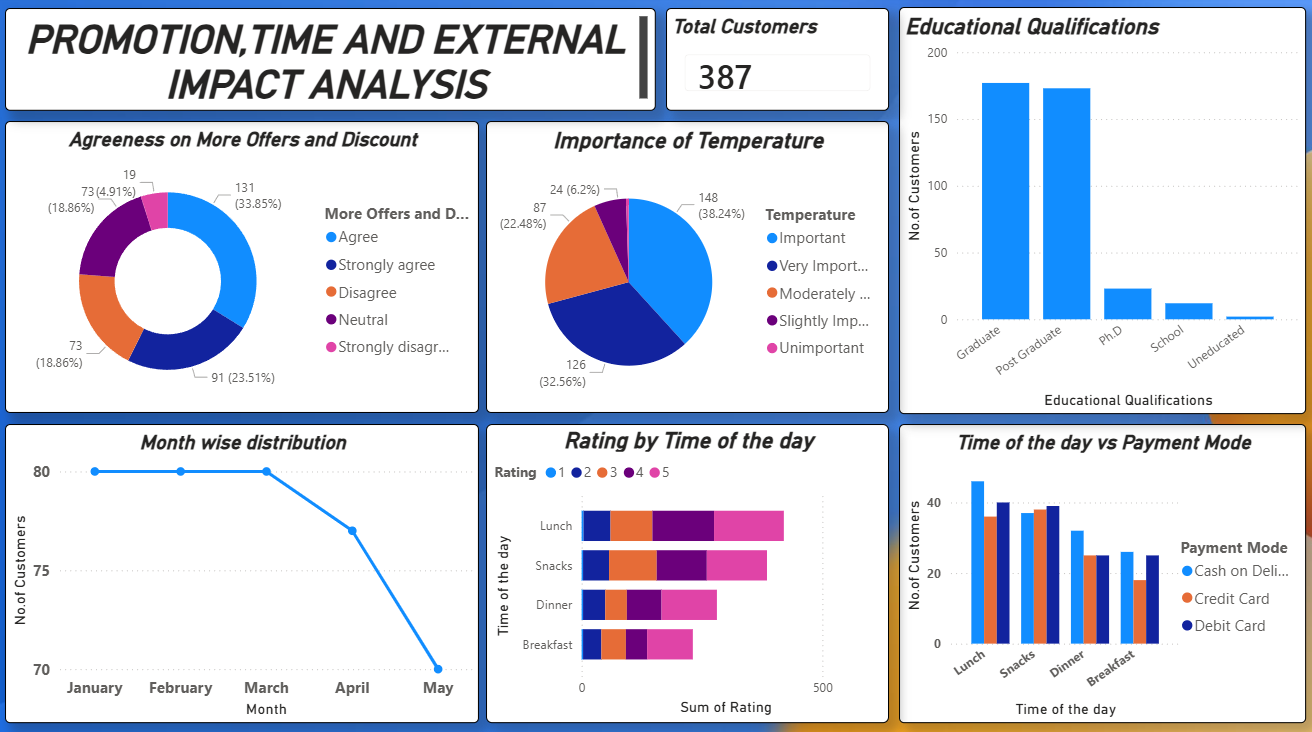 PROMOTION,TIME AND EXTERNAL
IMPACT ANALYSIS
Total Customers
387
Educational Qualifications
200
150
100
50
0
No.of Customers
Graduate
Post Graduate
Ph.D
School
Uneducated
Educational Qualifications
Agreeness on More Offers and Discount
19
(4.91%)
73
(18.86%)
131
(33.85%)
73
(18.86%)
91 (23.51%)
More Offers and D...
Agree
Strongly agree
Disagree
Neutral
Strongly disagr...
Importance of Temperature
24 (6.2%)
87
(22.48%)
148
(38.24%)
126
(32.56%)
Temperature
Important
Very Import...
Moderately ...
Slightly Imp...
Unimportant
Month wise distribution
80
75
70
No.of Customers
January February March April May
Month
Rating by Time of the day
Rating 1 2 3 4 5
Time of the day
Lunch
Snacks
Dinner
Breakfast
0 500
Sum of Rating
Time of the day vs Payment Mode
40
20
0
No.of Customers
Lunch
Snacks
Dinner
Breakfast
Time of the day
Payment Mode
Cash on Deli...
Credit Card
Debit Card